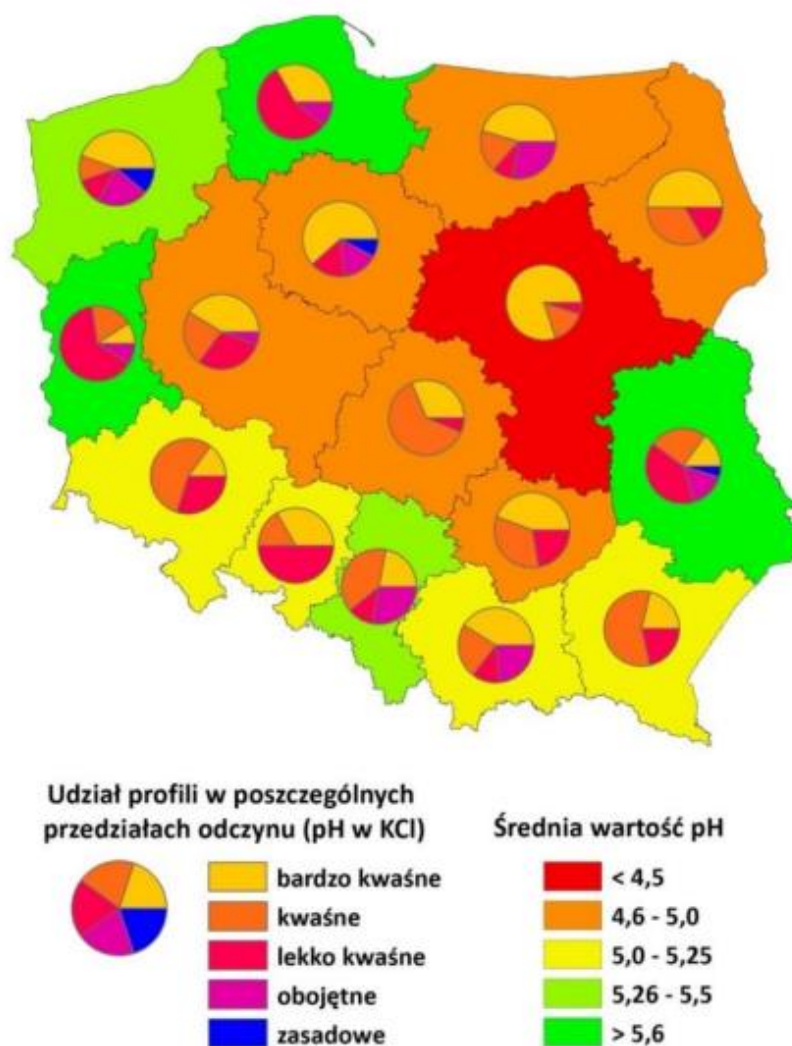 Udział profili w poszczególnych
przedziałach odczynu (pH w KCl)
bardzo kwaśne
kwaśne
lekko kwaśne
obojętne
zasadowe
Średnia wartość pH
< 4,5
4,6 - 5,0
5,0 - 5,25
5,26 - 5,5
> 5,6